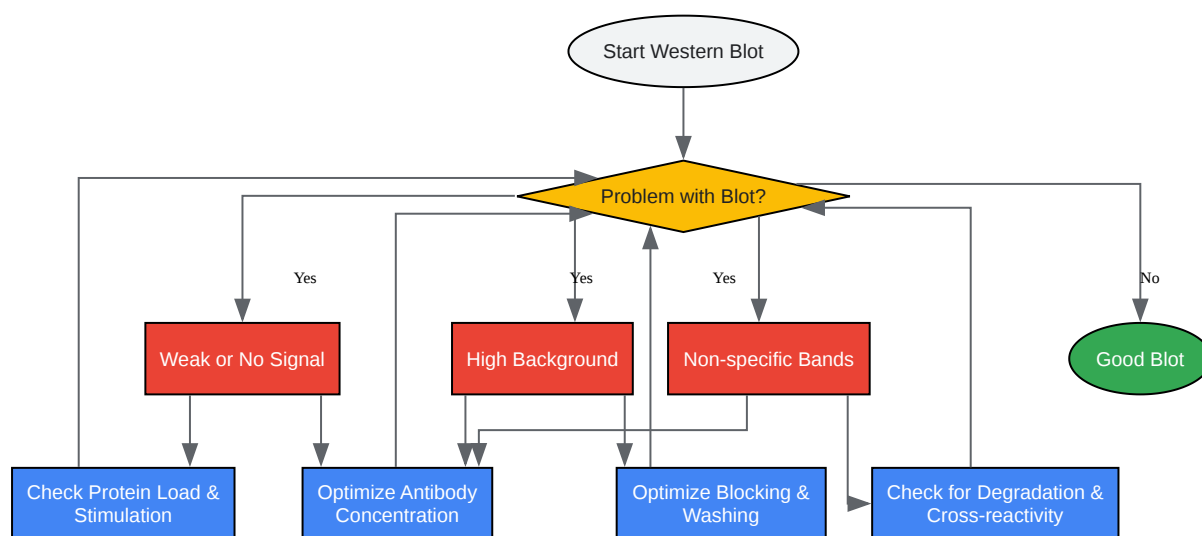 Start Western Blot
Problem with Blot?
Yes
Yes
Yes
No
Weak or No Signal
High Background
Non-specific Bands
Good Blot
Check Protein Load &
Stimulation
Optimize Antibody
Concentration
Optimize Blocking &
Washing
Check for Degradation &
Cross-reactivity